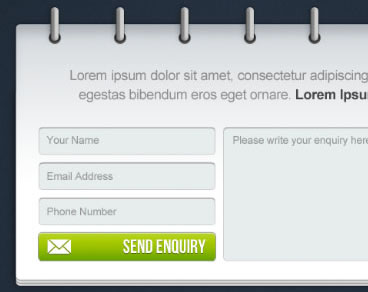 Lorem ipsum dolor sit amet, consectetur adipiscing
egestas bibendum eros eget ornare. Lorem Ipsu
Your Name
Please write your enquiry here
Email Address
Phone Number
SEND ENQUIRY